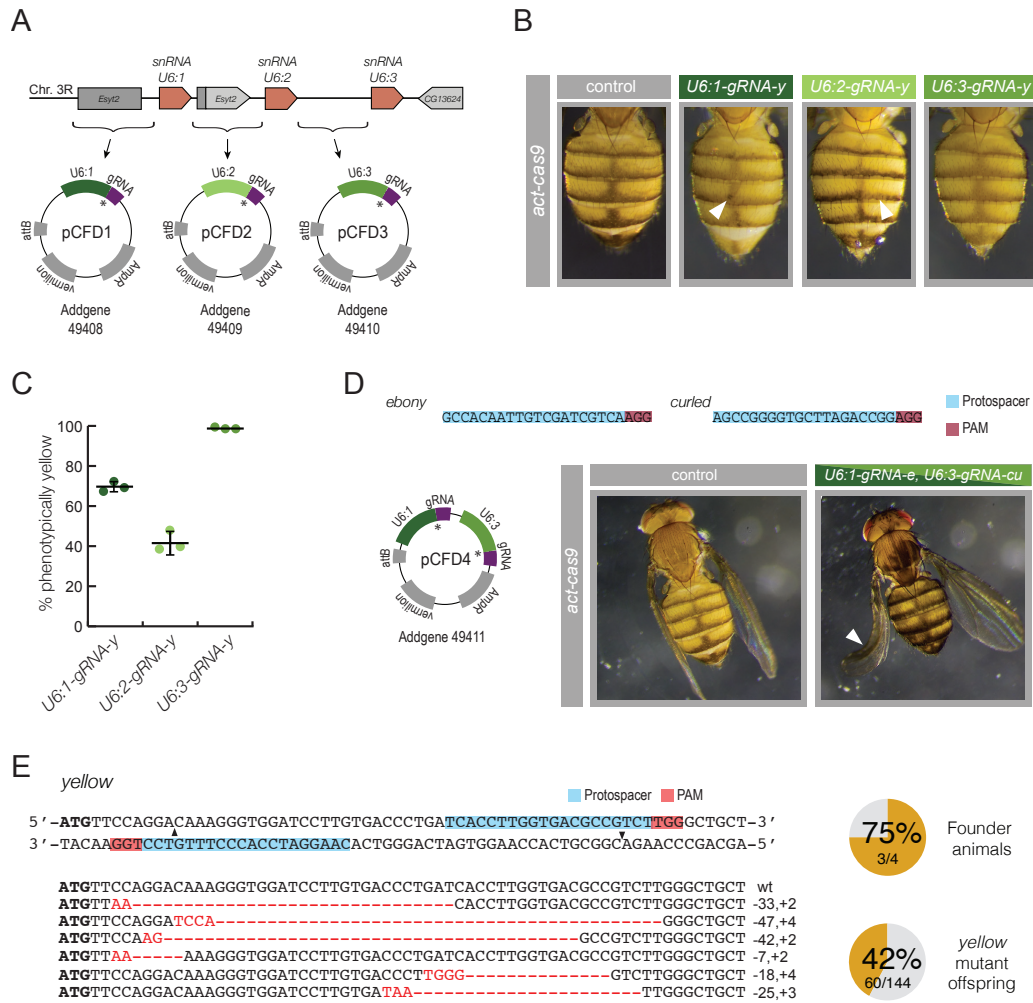 A
snRNA U6:1
snRNA U6:2
snRNA U6:3
Chr. 3R
Esyt2
Esyt2
CG13624
U6:1
gRNA
*
attB
pCFD1
vermilion
AmpR
Addgene
49408
U6:2
gRNA
*
attB
pCFD2
vermilion
AmpR
Addgene
49409
U6:3
gRNA
*
attB
pCFD3
vermilion
AmpR
Addgene
49410
B
control
U6:1-gRNA-y
U6:2-gRNA-y
U6:3-gRNA-y
act-cas9
C
% phenotypically yellow
100
80
60
40
20
0
U6:1-gRNA-y
U6:2-gRNA-y
U6:3-gRNA-y
D
ebony
GCCACAATTGTCGATCGTCAAGG
curled
AGCCGGGGTGCTTAGACCGGAGG
Protospacer
PAM
U6:1
gRNA
*
U6:3
gRNA
*
attB
pCFD4
vermilion
AmpR
Addgene 49411
control
U6:1-gRNA-e, U6:3-gRNA-cu
act-cas9
E
yellow
Protospacer
PAM
5'-ATGTTCCAGGACAAAGGGTGGATCCTTGTGACCCTGATCACCTTGGTGACGCCGTCTTGGGCTGCT-3'
3'-TACAAGGTCCTGTTTCCCACCTAGGAACACTGGGACTAGTGGAACCACTGCGGCAGAACCCGACGA-5'
ATGTTCCAGGACAAAGGGTGGATCCTTGTGACCCTGATCACCTTGGTGACGCCGTCTTGGGCTGCT wt
ATGTTAA---------------------------------CACCTTGGTGACGCCGTCTTGGGCTGCT -33,+2
ATGTTCCAGGATCCA-----------------------------------------------GGGCTGCT -47,+4
ATGTTCCAAG------------------------------------------GCCGTCTTGGGCTGCT -42,+2
ATGTTAA-----AAAGGGTGGATCCTTGTGACCCTGATCACCTTGGTGACGCCGTCTTGGGCTGCT -7,+2
ATGTTCCAGGACAAAGGGTGGATCCTTGTGACCCTTGGG--------------GTCTTGGGCTGCT -18,+4
ATGTTCCAGGACAAAGGGTGGATCCTTGTGATAA----------------------TTGGGCTGCT -25,+3
75%
3/4
Founder
animals
42%
60/144
yellow
mutant
offspring